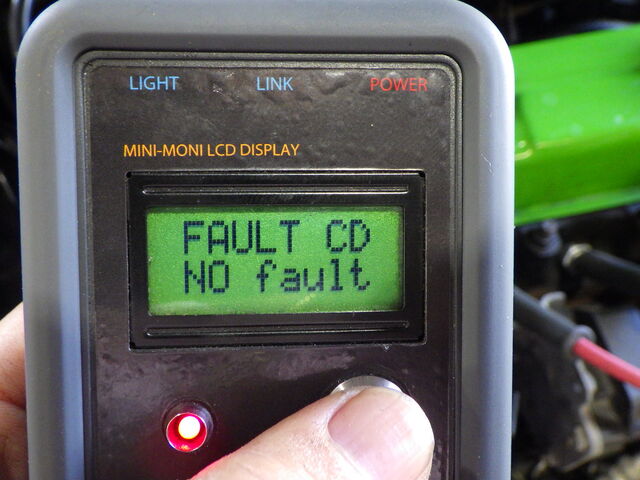 LIGHT LINK POWER
MINI-MONI LCD DISPLAY
FAULT CD
NO fault